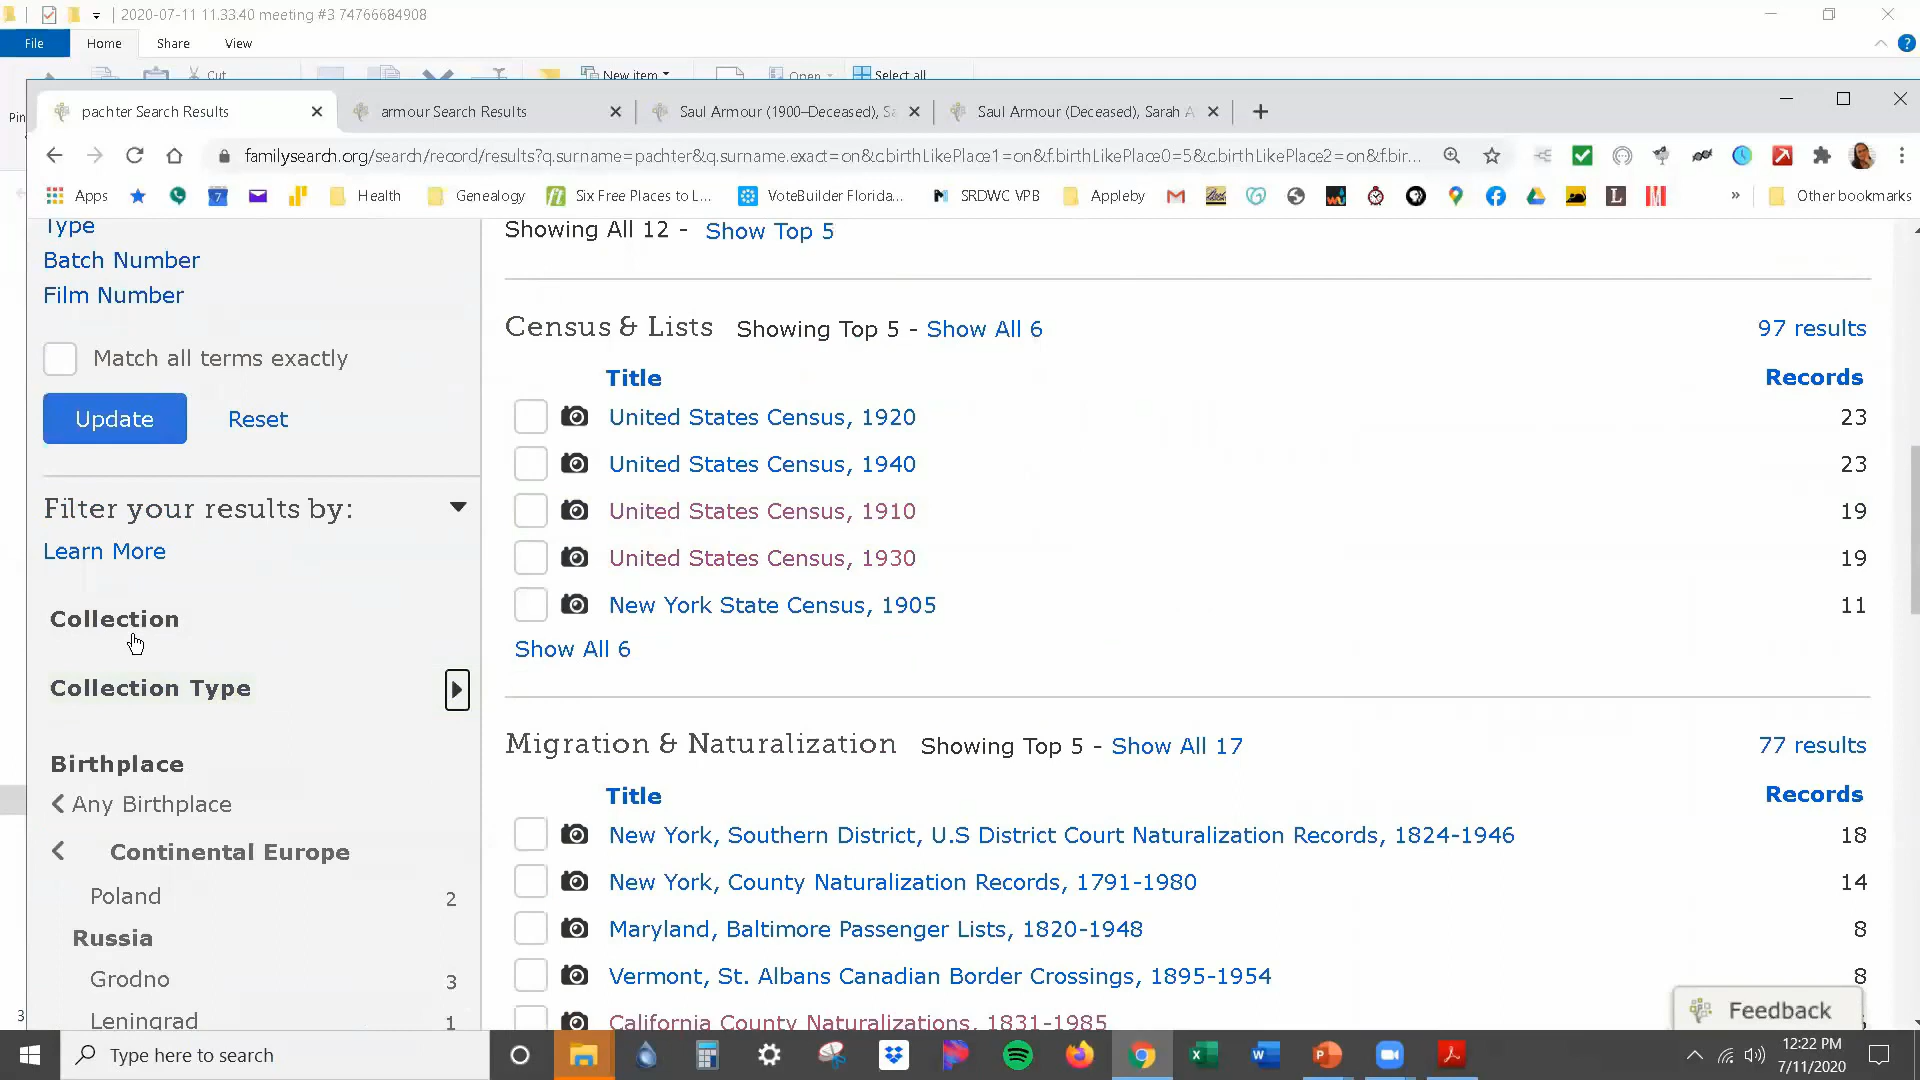 2020-07-11 11.33.40 meeting #3 74766684908
File Home Share View
Cut New item Open Select all
Pin
pachter Search Results armour Search Results Saul Armour (1900–Deceased), Sa Saul Armour (Deceased), Sarah A
familysearch.org/search/record/results?q.surname=pachter&q.surname.exact=on&c.birthLikePlace1=on&f.birthLikePlace0=5&c.birthLikePlace2=on&f.bir...
Apps Health Genealogy Six Free Places to L... VoteBuilder Florida... SRDWC VPB Appleby » Other bookmarks
Type
Batch Number
Film Number
Match all terms exactly
Update Reset
Filter your results by:
Learn More
Collection
Collection Type
Birthplace
Any Birthplace
Continental Europe
Poland 2
Russia
Grodno 3
Leningrad 1
Showing All 12 - Show Top 5
Census & Lists Showing Top 5 - Show All 6 97 results
Title Records
United States Census, 1920 23
United States Census, 1940 23
United States Census, 1910 19
United States Census, 1930 19
New York State Census, 1905 11
Show All 6
Migration & Naturalization Showing Top 5 - Show All 17 77 results
Title Records
New York, Southern District, U.S District Court Naturalization Records, 1824-1946 18
New York, County Naturalization Records, 1791-1980 14
Maryland, Baltimore Passenger Lists, 1820-1948 8
Vermont, St. Albans Canadian Border Crossings, 1895-1954 8
California County Naturalizations, 1831-1985
Feedback
3
Type here to search
12:22 PM
7/11/2020